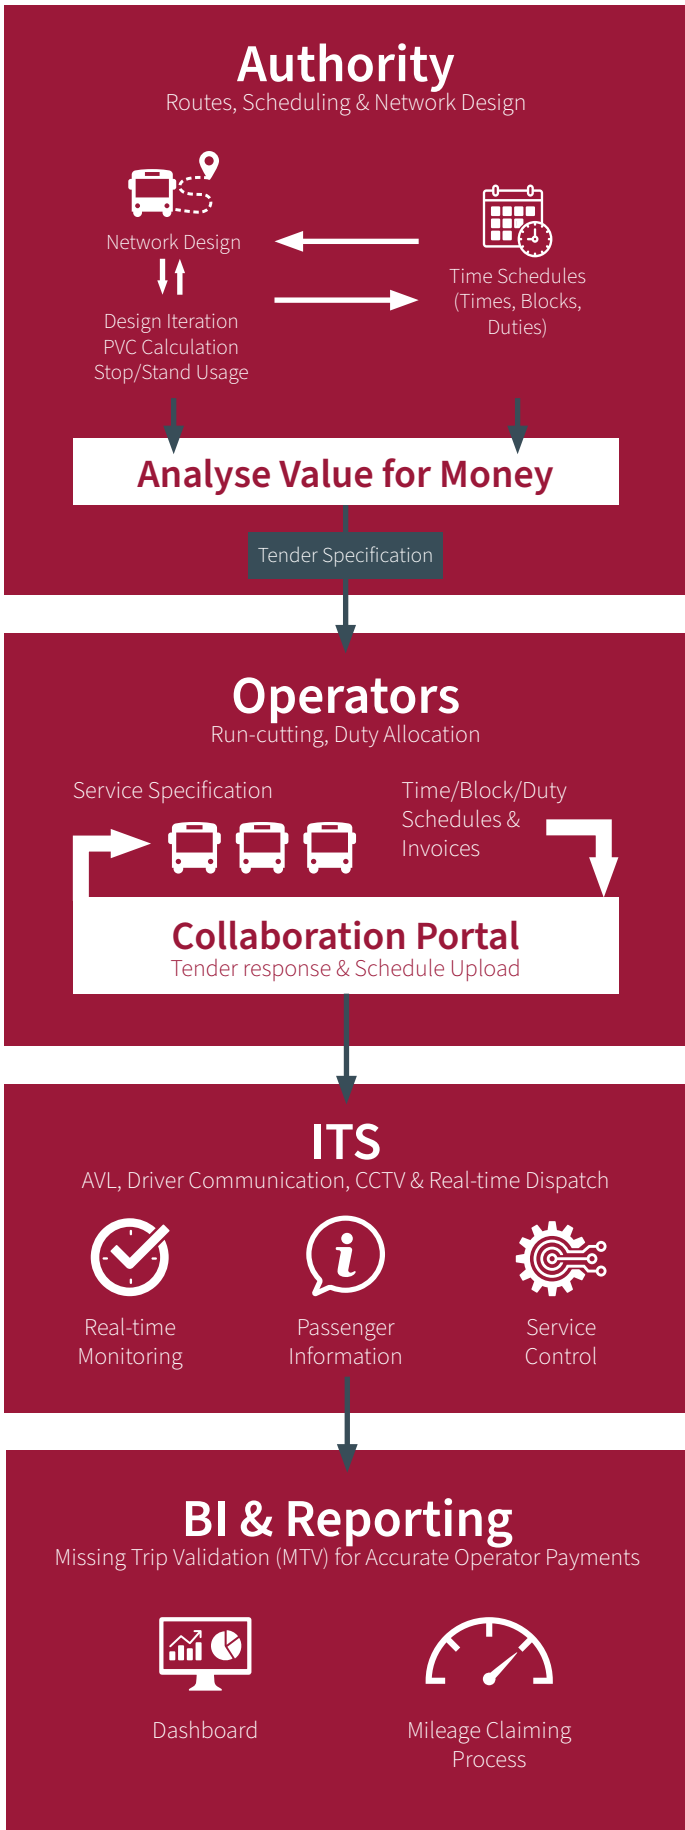 Authority
Routes, Scheduling & Network Design
Network Design
Time Schedules
(Times, Blocks,
Duties)
Design Iteration
PVC Calculation
Stop/Stand Usage
Analyse Value for Money
Tender Specification
Operators
Run-cutting, Duty Allocation
Service Specification
Time/Block/Duty
Schedules &
Invoices
Collaboration Portal
Tender response & Schedule Upload
ITS
AVL, Driver Communication, CCTV & Real-time Dispatch
Real-time
Monitoring
Passenger
Information
Service
Control
BI & Reporting
Missing Trip Validation (MTV) for Accurate Operator Payments
Dashboard
Mileage Claiming
Process